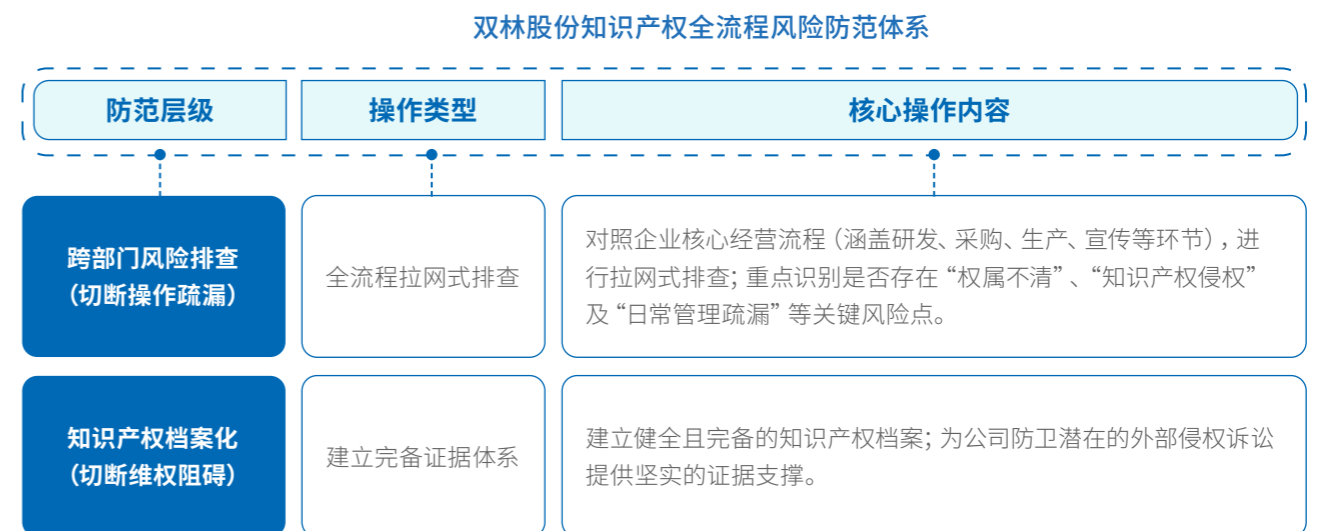 双林股份知识产权全流程风险防范体系
防范层级
操作类型
核心操作内容
跨部门风险排查
（切断操作疏漏）
全流程拉网式排查
对照企业核心经营流程（涵盖研发、采购、生产、宣传等环节），进
行拉网式排查；重点识别是否存在“权属不清”、“知识产权侵权”
及“日常管理疏漏”等关键风险点。
知识产权档案化
（切断维权阻碍）
建立完备证据体系
建立健全且完备的知识产权档案；为公司防卫潜在的外部侵权诉讼
提供坚实的证据支撑。